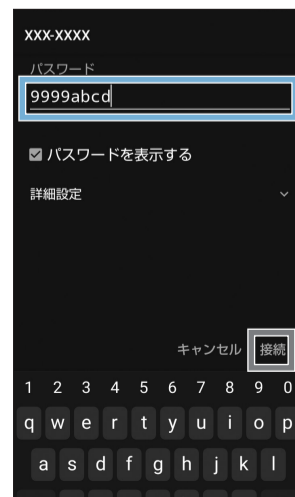 xxx-xxxx
パスワード
9999abcd
パスワードを表示する
詳細設定
キャンセル 接続
1 2 3 4 5 6 7 8 9 0
q w e r t y u i o p
a s d f g h j k l